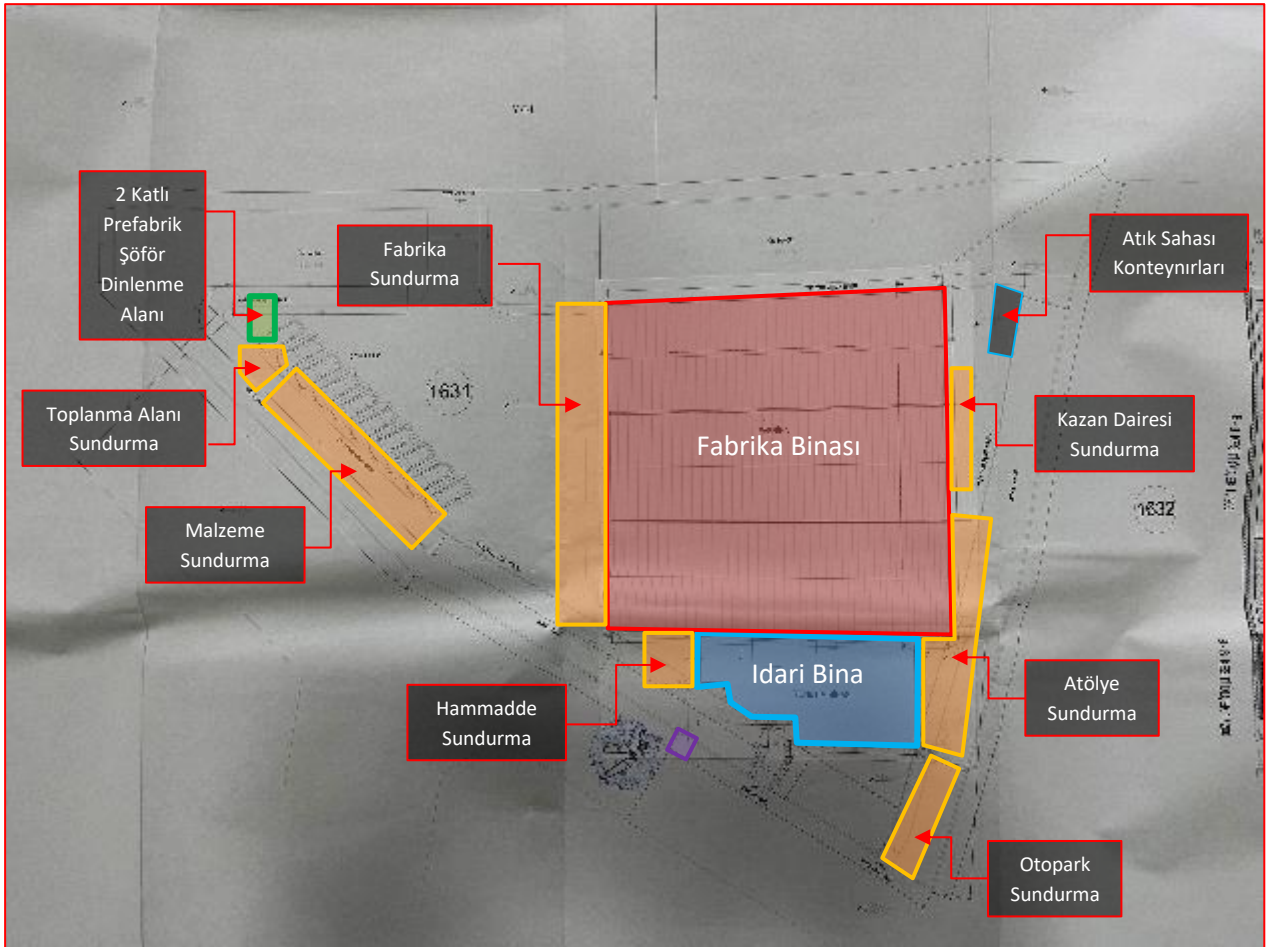 2 Katlı
Prefabrik
Şöför
Dinlenme
Alanı
Fabrika
Sundurma
Atık Sahası
Konteynırları
Toplanma Alanı
Sundurma
1631
Fabrika Binası
Kazan Dairesi
Sundurma
1632
Malzeme
Sundurma
Idari Bina
Hammadde
Sundurma
Atölye
Sundurma
Otopark
Sundurma